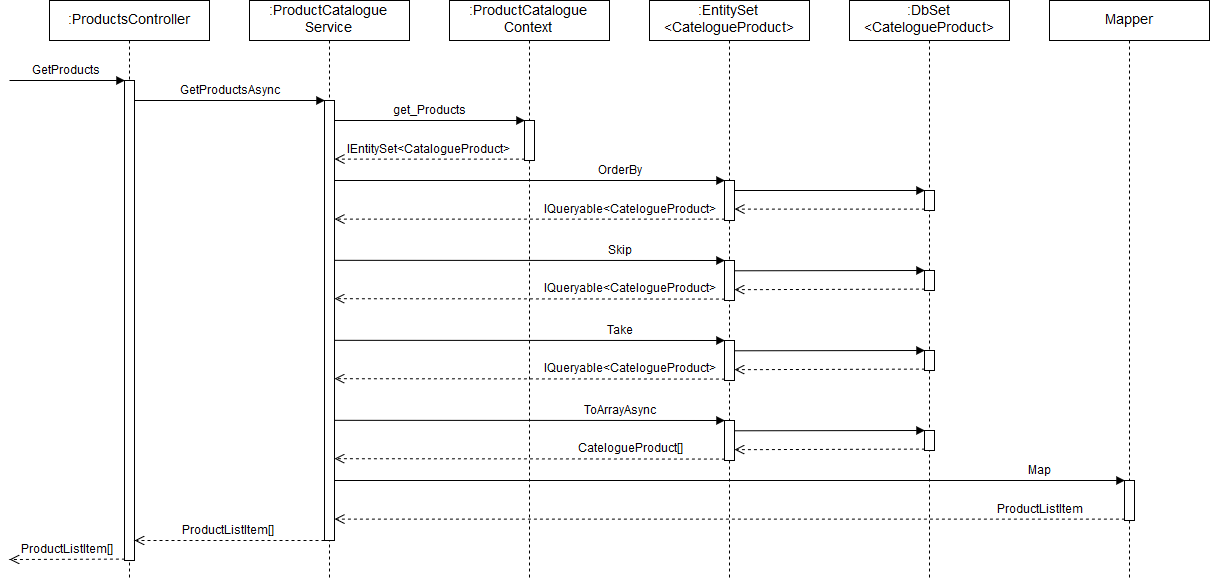 :ProductsController
:ProductCatalogue
Service
:ProductCatalogue
Context
:EntitySet
<CatelogueProduct>
:DbSet
<CatelogueProduct>
Mapper
GetProducts
GetProductsAsync
get_Products
IEntitySet<CatalogueProduct>
OrderBy
IQueryable<CatelogueProduct>
Skip
IQueryable<CatelogueProduct>
Take
IQueryable<CatelogueProduct>
ToArrayAsync
CatelogueProduct[]
Map
ProductListItem
ProductListItem[]
ProductListItem[]